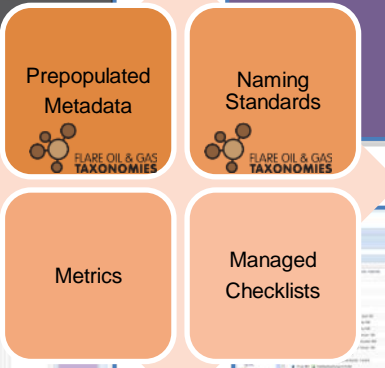 Prepopulated
Metadata
FLARE OIL & GAS
TAXONOMIES
Naming
Standards
FLARE OIL & GAS
TAXONOMIES
Metrics
Managed
Checklists